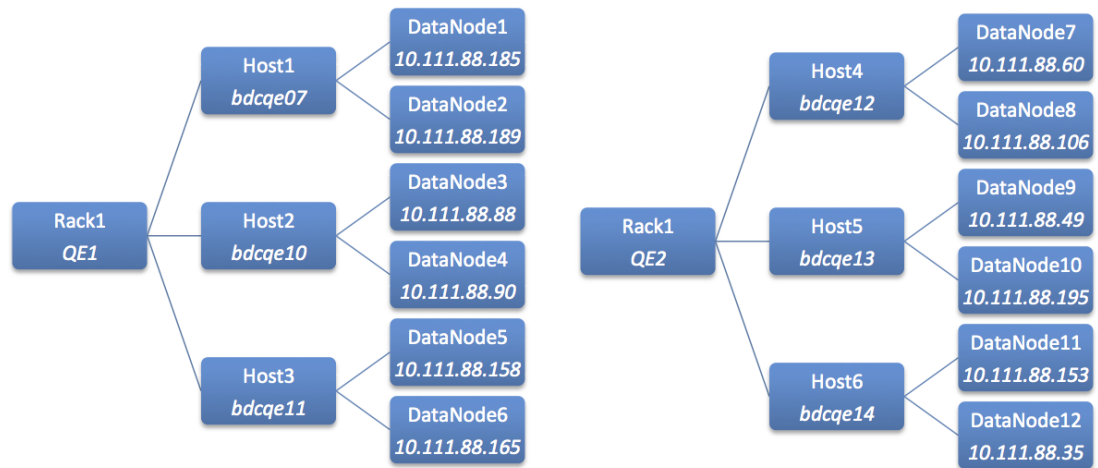 Rack1
QE1
Host1
bdcqe07
DataNode1
10.111.88.185
DataNode2
10.111.88.189
Host2
bdcqe10
DataNode3
10.111.88.88
DataNode4
10.111.88.90
Host3
bdcqe11
DataNode5
10.111.88.158
DataNode6
10.111.88.165
Rack1
QE2
Host4
bdcqe12
DataNode7
10.111.88.60
DataNode8
10.111.88.106
Host5
bdcqe13
DataNode9
10.111.88.49
DataNode10
10.111.88.195
Host6
bdcqe14
DataNode11
10.111.88.153
DataNode12
10.111.88.35